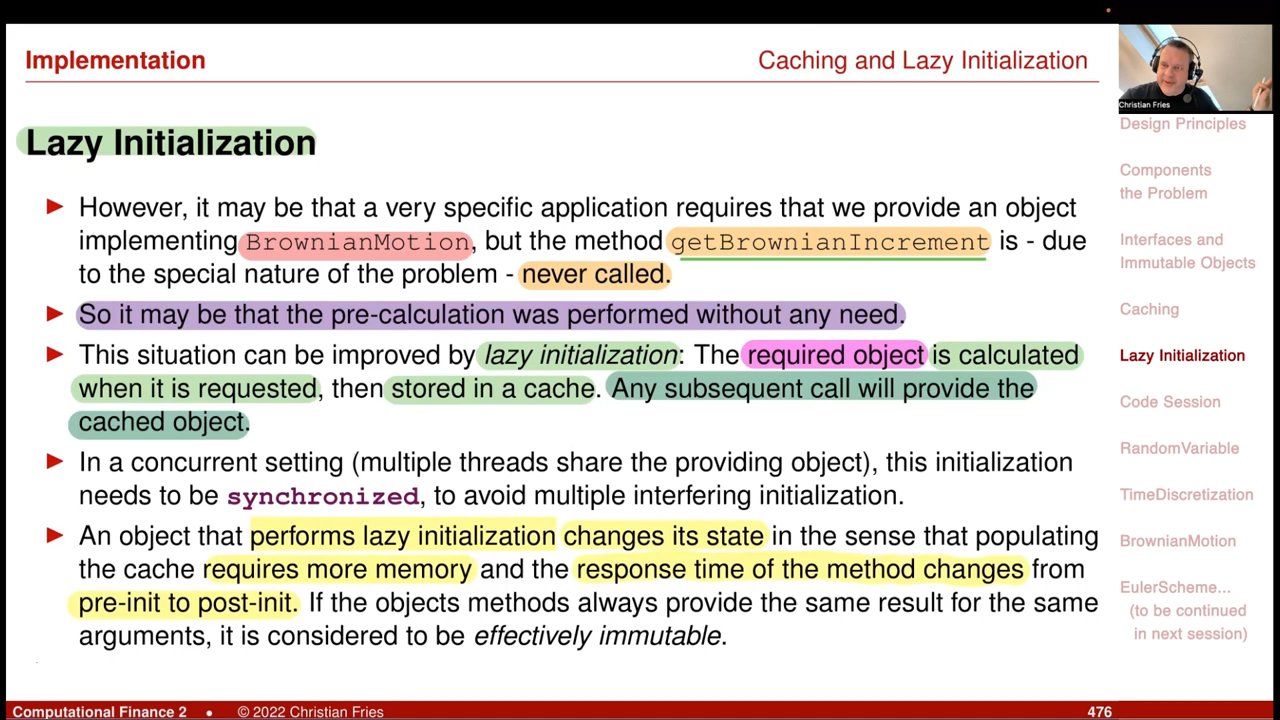 Implementation
Caching and Lazy Initialization
Christian Fries
Lazy Initialization
► However, it may be that a very specific application requires that we provide an object
implementing BrownianMotion, but the method getBrownianIncrement is - due
to the special nature of the problem - never called.
► So it may be that the pre-calculation was performed without any need.
► This situation can be improved by lazy initialization: The required object is calculated
when it is requested, then stored in a cache. Any subsequent call will provide the
cached object.
► In a concurrent setting (multiple threads share the providing object), this initialization
needs to be synchronized, to avoid multiple interfering initialization.
► An object that performs lazy initialization changes its state in the sense that populating
the cache requires more memory and the response time of the method changes from
pre-init to post-init. If the objects methods always provide the same result for the same
arguments, it is considered to be effectively immutable.
Design Principles
Components
the Problem
Interfaces and
Immutable Objects
Caching
Lazy Initialization
Code Session
RandomVariable
TimeDiscretization
BrownianMotion
EulerScheme...
(to be continued
in next session)
Computational Finance 2 • © 2022 Christian Fries
476